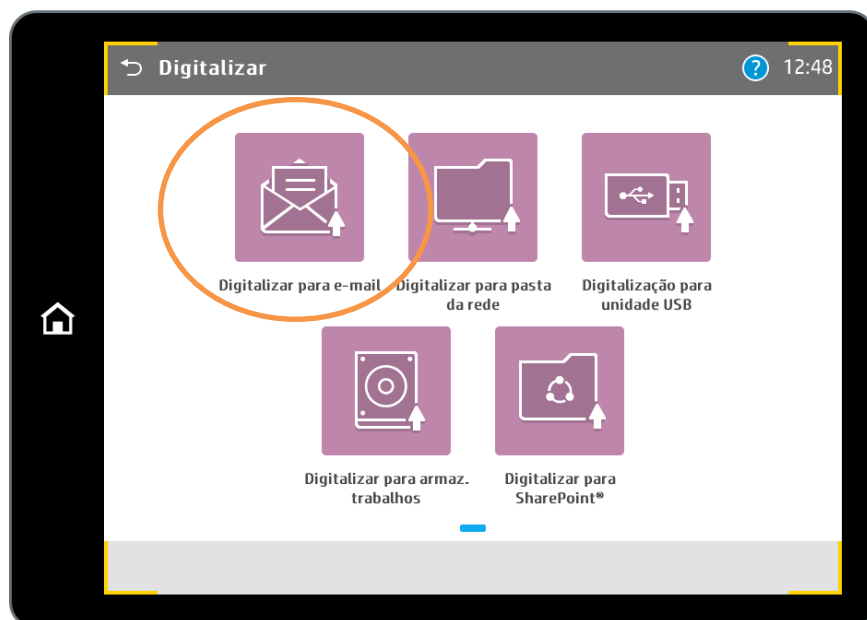 Digitalizar
?
12:48
Digitalizar para e-mail
Digitalizar para pasta
da rede
Digitalização para
unidade USB
Digitalizar para armaz.
trabalhos
Digitalizar para
SharePoint®